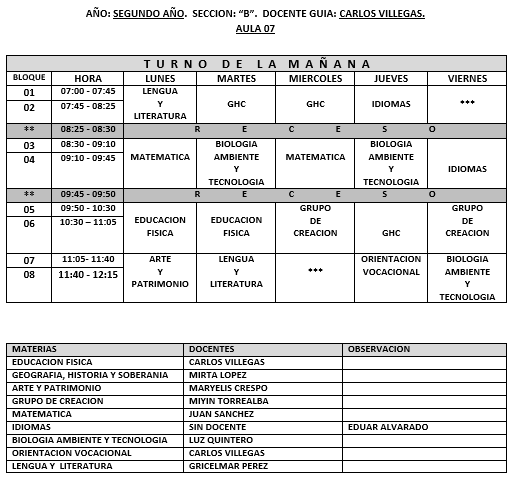 AÑO: SEGUNDO AÑO. SECCION: “B”. DOCENTE GUIA: CARLOS VILLEGAS.
AULA 07
TURNO DE LA MAÑANA
BLOQUE HORA LUNES MARTES MIERCOLES JUEVES VIERNES
01 07:00 - 07:45 LENGUA Y LITERATURA GHC GHC IDIOMAS ***
02 07:45 - 08:25
** 08:25 - 08:30 RECESO
03 08:30 - 09:10 MATEMATICA BIOLOGIA AMBIENTE Y TECNOLOGIA MATEMATICA BIOLOGIA AMBIENTE Y TECNOLOGIA IDIOMAS
04 09:10 - 09:45
** 09:45 - 09:50 RECESO
05 09:50 - 10:30 EDUCACION FISICA EDUCACION FISICA GRUPO DE CREACION GHC GRUPO DE CREACION
06 10:30 – 11:05
07 11:05- 11:40 ARTE Y PATRIMONIO LENGUA Y LITERATURA *** ORIENTACION VOCACIONAL BIOLOGIA AMBIENTE Y TECNOLOGIA
08 11:40 - 12:15
MATERIAS DOCENTES OBSERVACION
EDUCACION FISICA CARLOS VILLEGAS
GEOGRAFIA, HISTORIA Y SOBERANIA MIRTA LOPEZ
ARTE Y PATRIMONIO MARYELIS CRESPO
GRUPO DE CREACION MIYIN TORREALBA
MATEMATICA JUAN SANCHEZ
IDIOMAS SIN DOCENTE EDUAR ALVARADO
BIOLOGIA AMBIENTE Y TECNOLOGIA LUZ QUINTERO
ORIENTACION VOCACIONAL CARLOS VILLEGAS
LENGUA Y LITERATURA GRICELMAR PEREZ